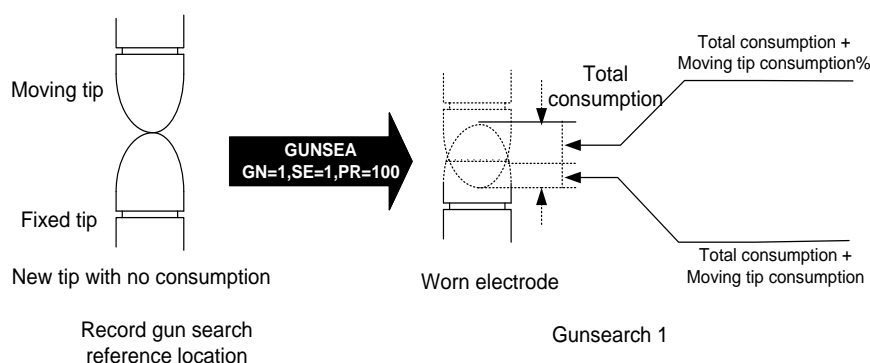 Moving tip
Fixed tip
New tip with no consumption
Record gun search
reference location
GUNSEA
GN=1,SE=1,PR=100
Total
consumption
Worn electrode
Gunsearch 1
Total consumption +
Moving tip consumption%
Total consumption +
Moving tip consumption